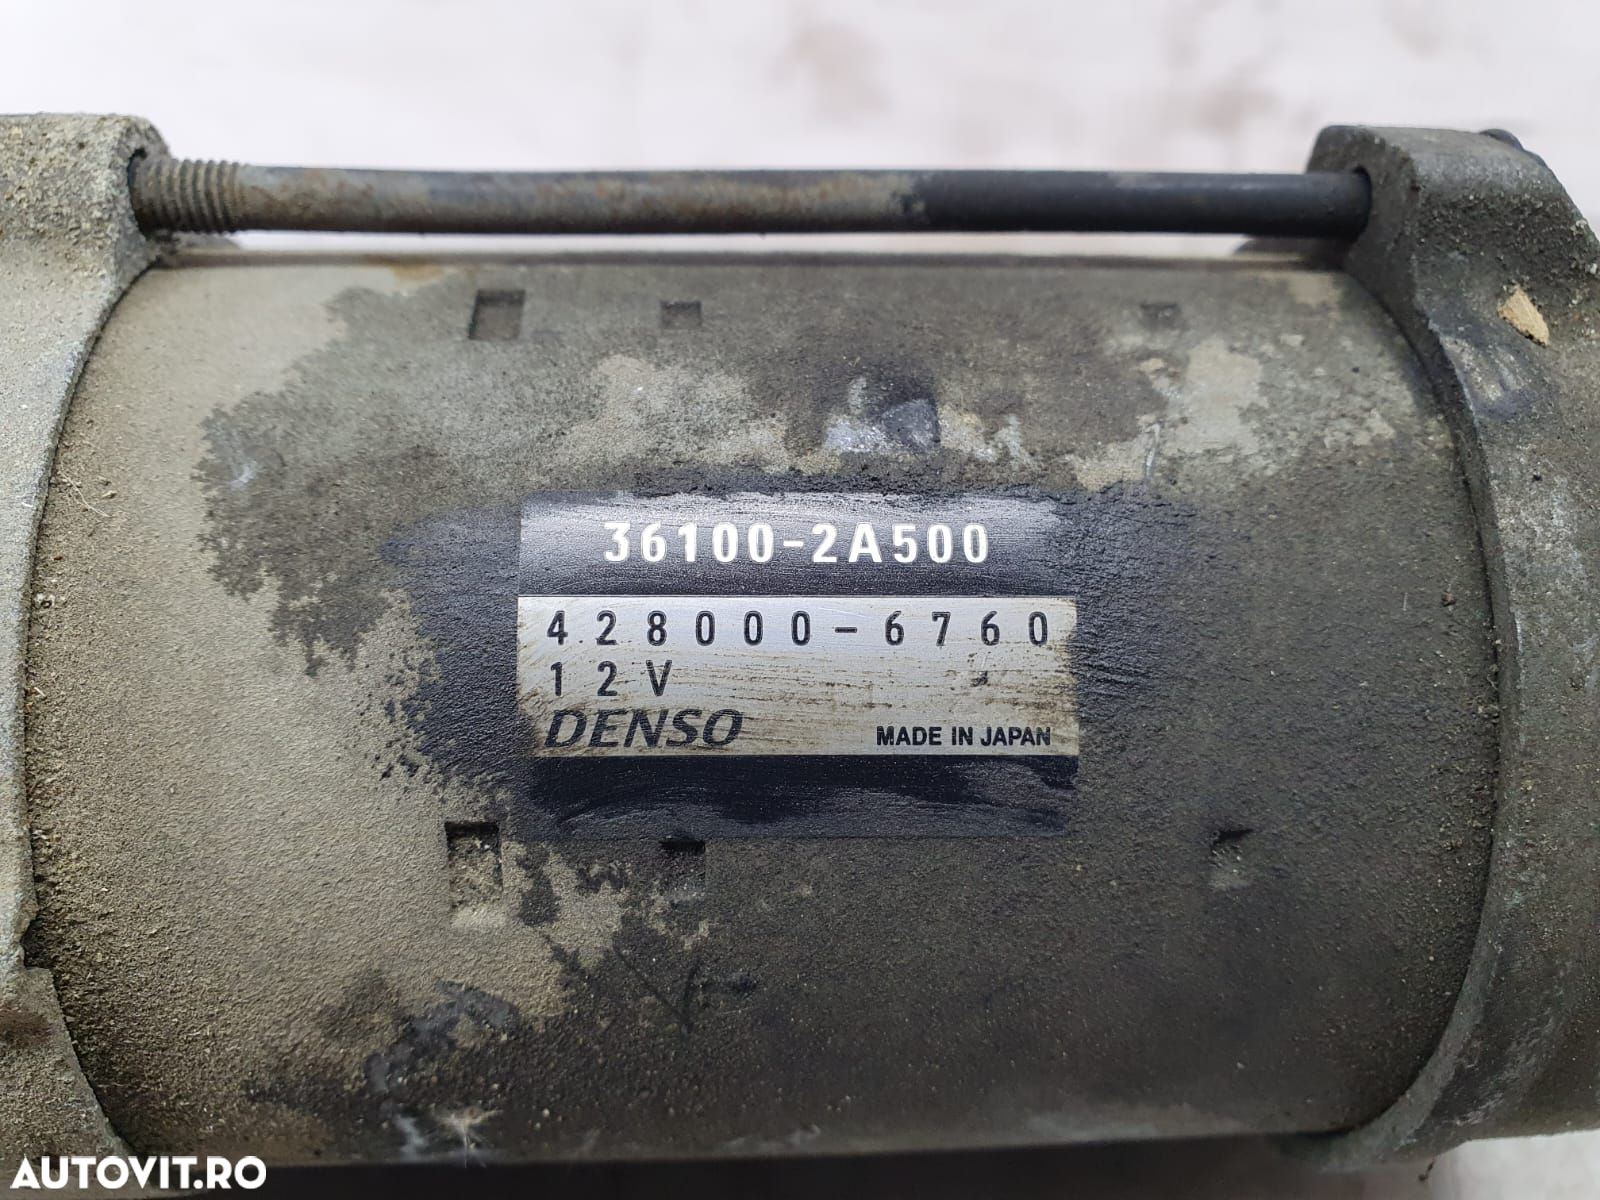 36100-2A500
428000-6760
12V
DENSO MADE IN JAPAN
AUTOVIT.RO